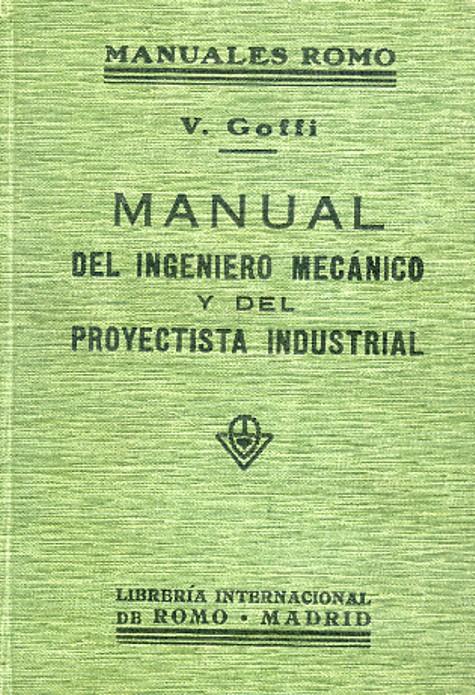 MANUALES ROMO
V. Goffi
MANUAL
DEL INGENIERO MECÁNICO
Y DEL
PROYECTISTA INDUSTRIAL
LIBRERÍA INTERNACIONAL
DE ROMO • MADRID